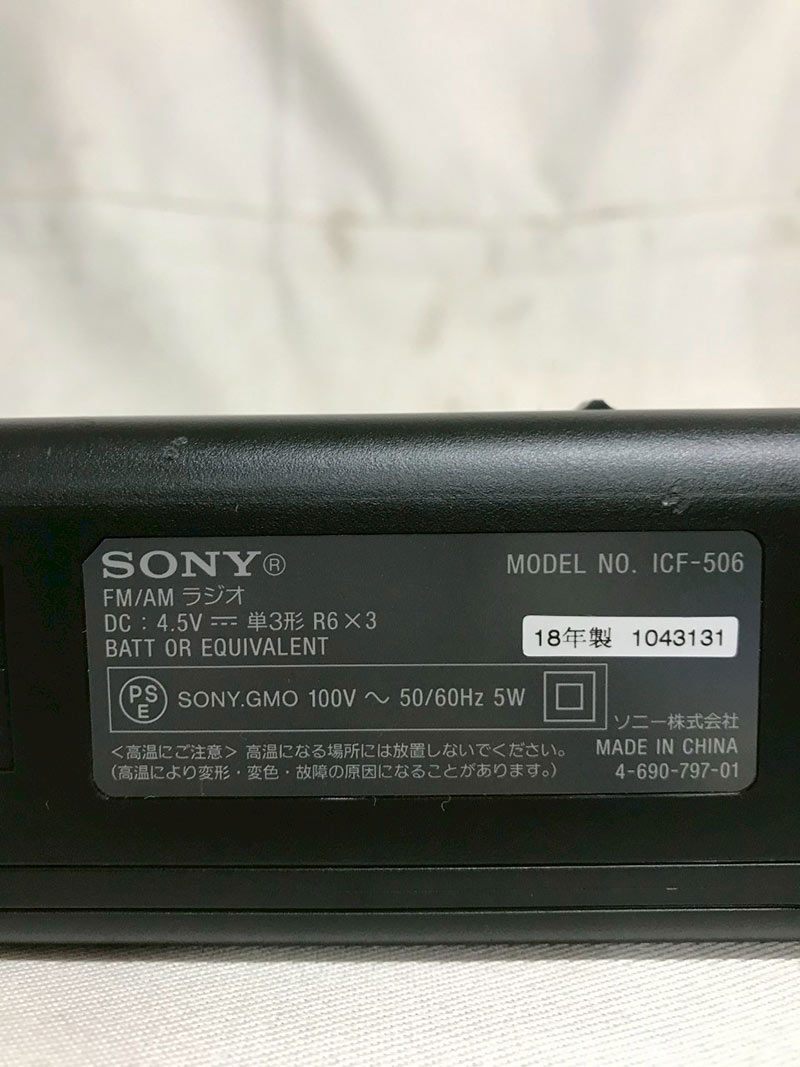 SONY®
MODEL NO. ICF-506
FM/AM ラジオ
DC : 4.5V ⎓ 単3形 R6×3
BATT OR EQUIVALENT
18年製 1043131
PSE
SONY.GMO 100V ～ 50/60Hz 5W
ソニー株式会社
<高温にご注意> 高温になる場所には放置しないでください。
(高温により変形・変色・故障の原因になることがあります。)
MADE IN CHINA
4-690-797-01